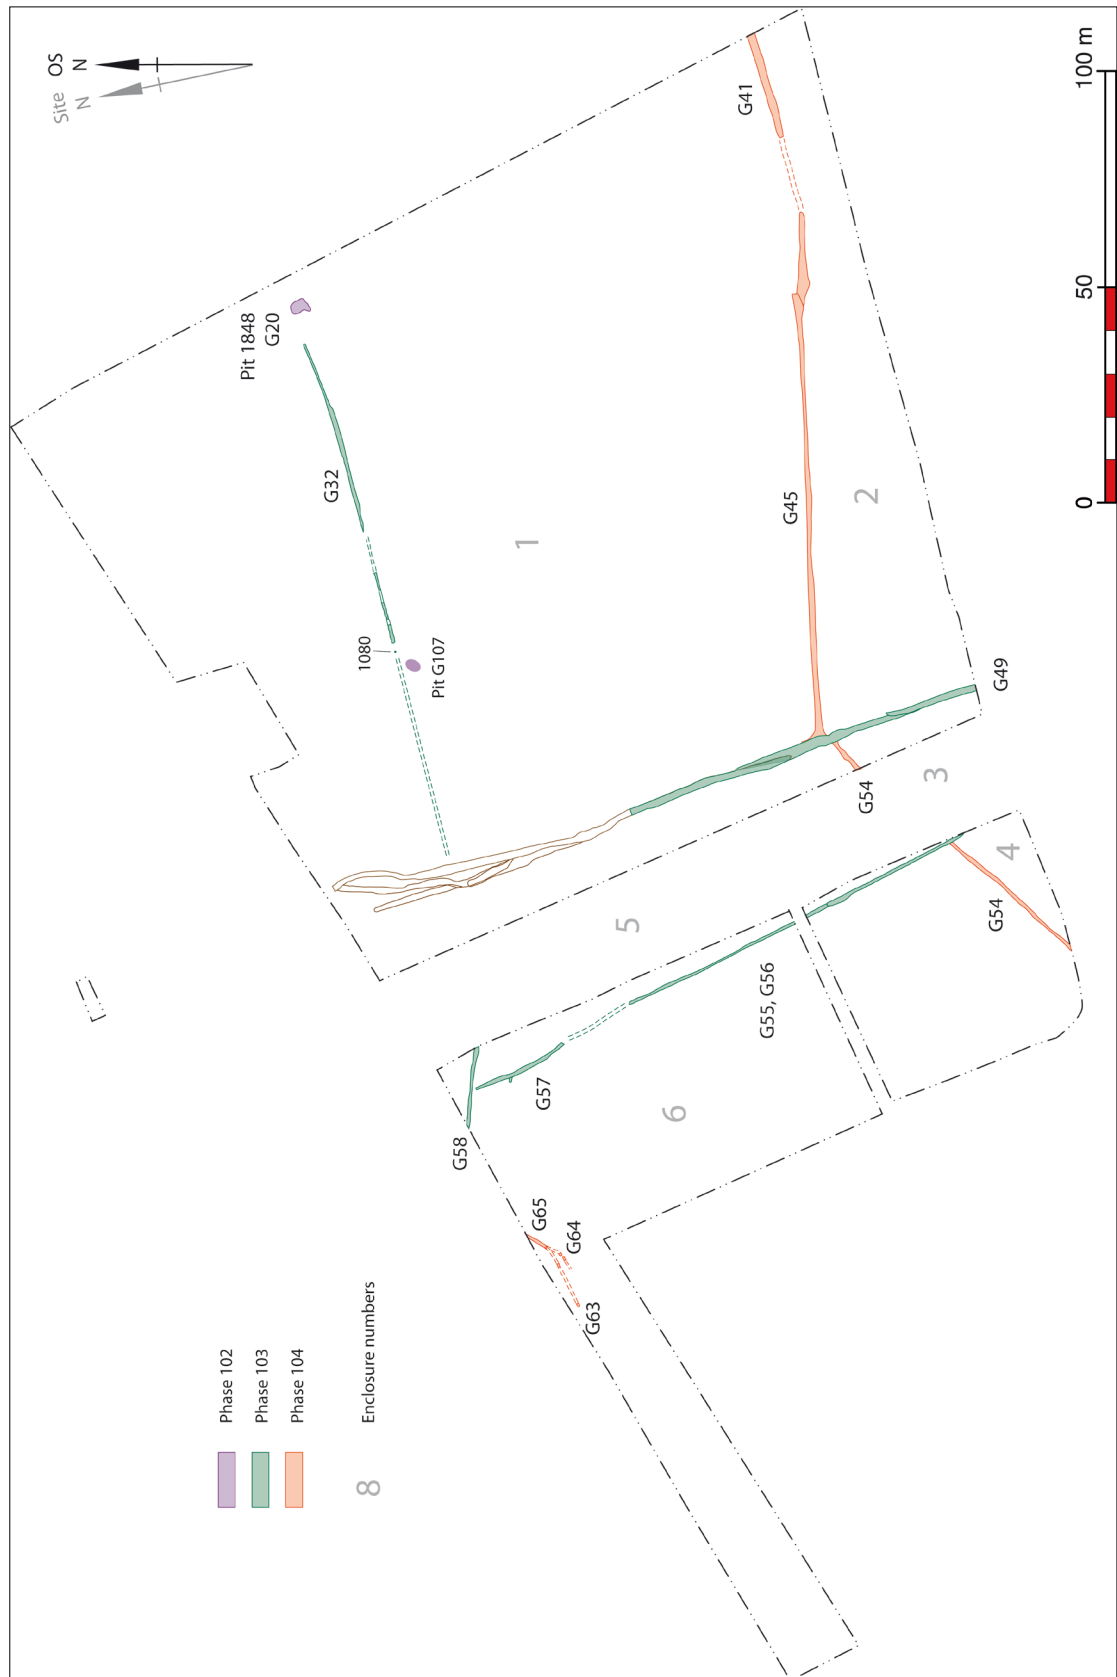 Site
N
OS
N
Pit 1848
G20
G32
1080
Pit G107
G41
G45
G49
G54
G54
G55, G56
G57
G58
G65
G64
G63
1
2
3
4
5
6
Phase 102
Phase 103
Phase 104
8
Enclosure numbers
0
50
100 m